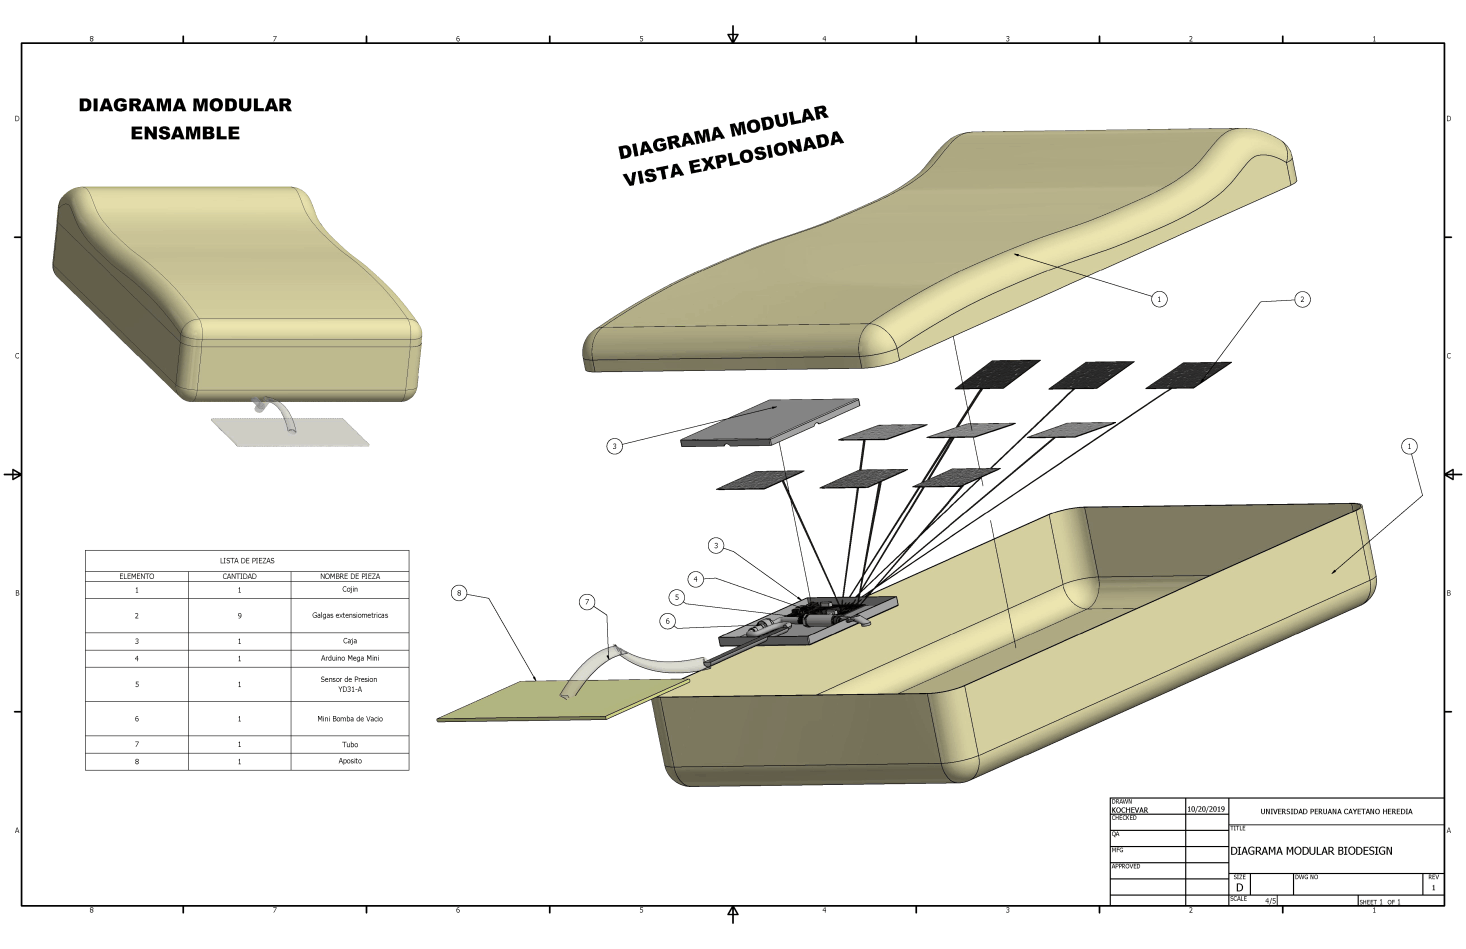 8 7 6 5 4 3 2 1
D D
C C
B B
A A
DIAGRAMA MODULAR
ENSAMBLE
DIAGRAMA MODULAR
VISTA EXPLOSIONADA
1
2
3
1
3
4
5
6
7
8
LISTA DE PIEZAS
ELEMENTO CANTIDAD NOMBRE DE PIEZA
1 1 Cojin
2 9 Galgas extensiometricas
3 1 Caja
4 1 Arduino Mega Mini
5 1 Sensor de Presion
YD31-A
6 1 Mini Bomba de Vacio
7 1 Tubo
8 1 Aposito
DRAWN
KOCHEVAR 10/20/2019
CHECKED
QA
MFG
APPROVED
UNIVERSIDAD PERUANA CAYETANO HEREDIA
TITLE
DIAGRAMA MODULAR BIODESIGN
SIZE
D
DWG NO
REV
1
SCALE 4/5
SHEET 1 OF 1
8 7 6 5 4 3 2 1